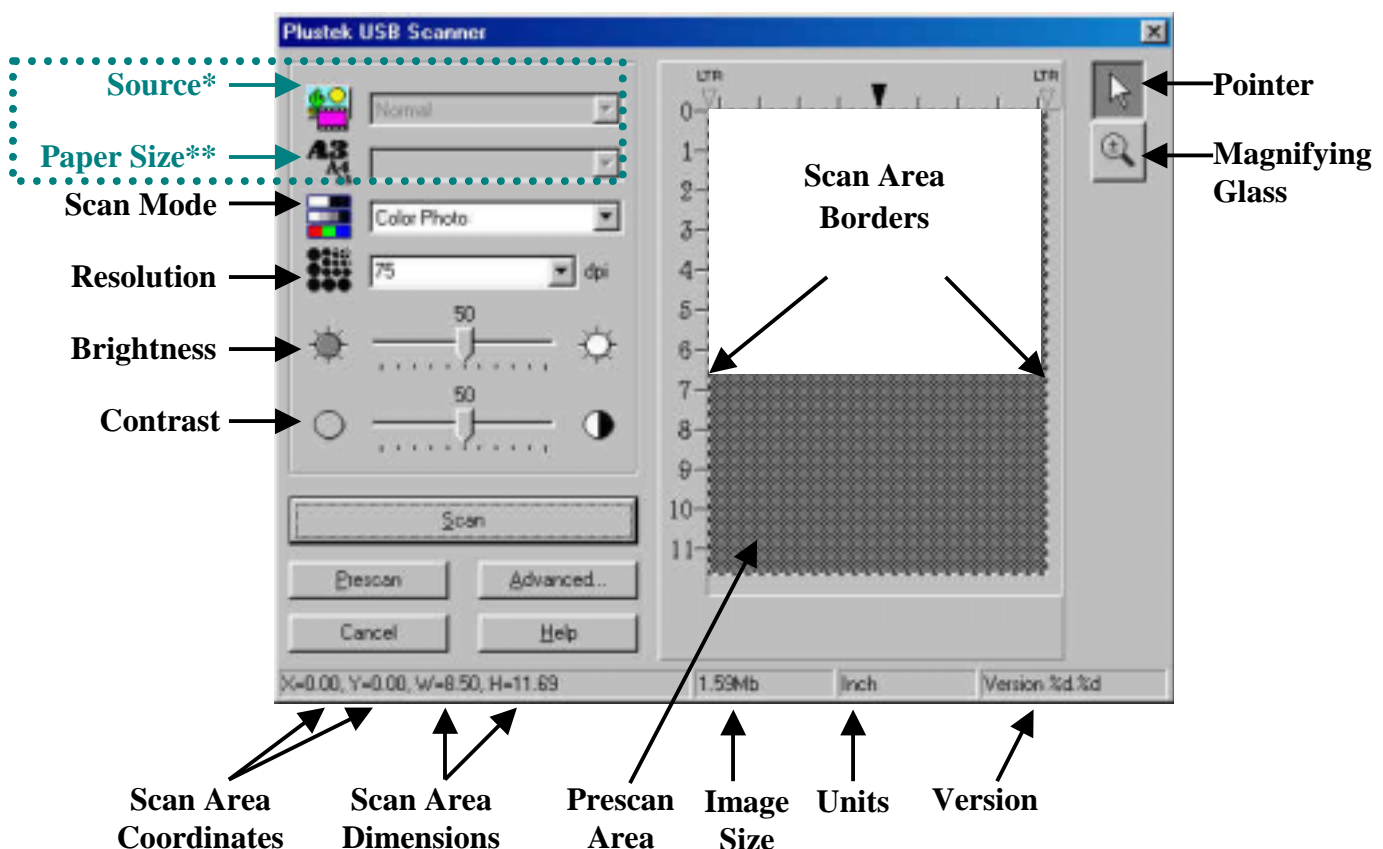 Plustek USB Scanner
Source*
Normal
Paper Size**
A3
A4
Scan Mode
Color Photo
Resolution
75
dpi
Brightness
50
Contrast
50
Scan
Prescan
Advanced...
Cancel
Help
LTR
LTR
0
1
2
3
4
5
6
7
8
9
10
11
Scan Area
Borders
Pointer
Magnifying
Glass
X=0.00, Y=0.00, W=8.50, H=11.69
1.59Mb
Inch
Version %d.%d
Scan Area
Coordinates
Scan Area
Dimensions
Prescan
Area
Image
Size
Units
Version